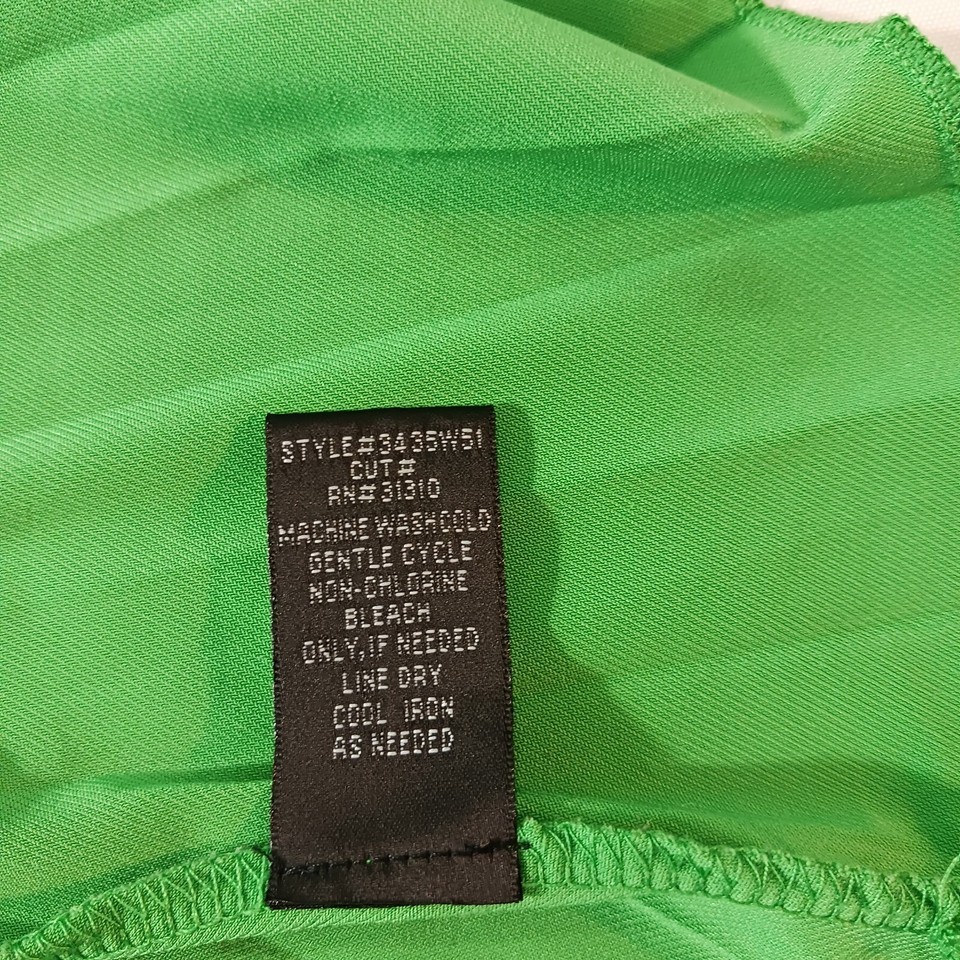 STYLE#3435W51
CUT#
RN#31310
MACHINE WASH COLD
GENTLE CYCLE
NON-CHLORINE
BLEACH
ONLY, IF NEEDED
LINE DRY
COOL IRON
AS NEEDED